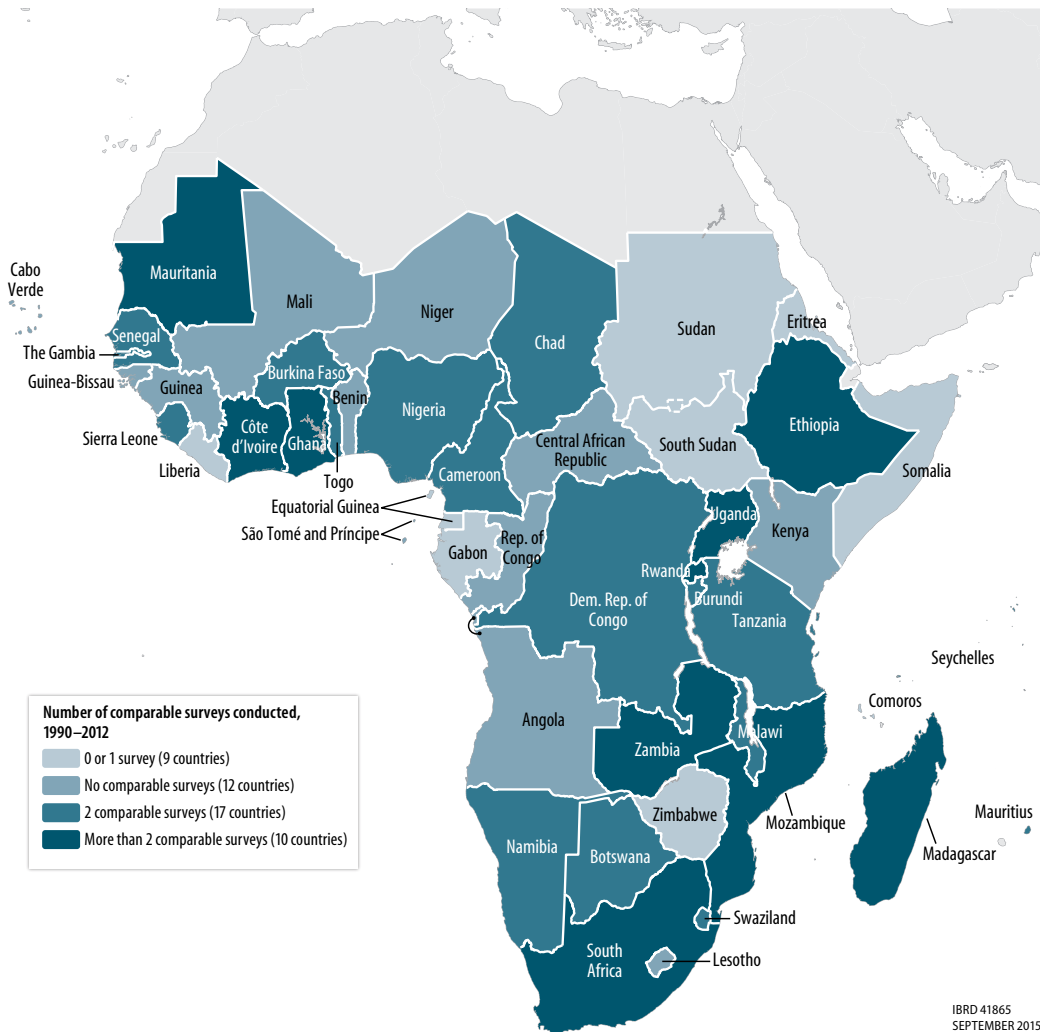 Cabo
Verde
Mauritania
Mali
Niger
Chad
Sudan
Eritrea
Senegal
The Gambia
Guinea-Bissau
Guinea
Burkina Faso
Benin
Nigeria
Ethiopia
Sierra Leone
Côte
d’Ivoire
Ghana
Central African
Republic
South Sudan
Somalia
Liberia
Togo
Cameroon
Equatorial Guinea
São Tomé and Príncipe
Gabon
Rep. of
Congo
Uganda
Kenya
Rwanda
Burundi
Dem. Rep. of
Congo
Tanzania
Seychelles
Comoros
Number of comparable surveys conducted,
1990–2012
0 or 1 survey (9 countries)
No comparable surveys (12 countries)
2 comparable surveys (17 countries)
More than 2 comparable surveys (10 countries)
Angola
Zambia
Malawi
Mozambique
Zimbabwe
Mauritius
Madagascar
Namibia
Botswana
Swaziland
South
Africa
Lesotho
IBRD 41865
SEPTEMBER 2015